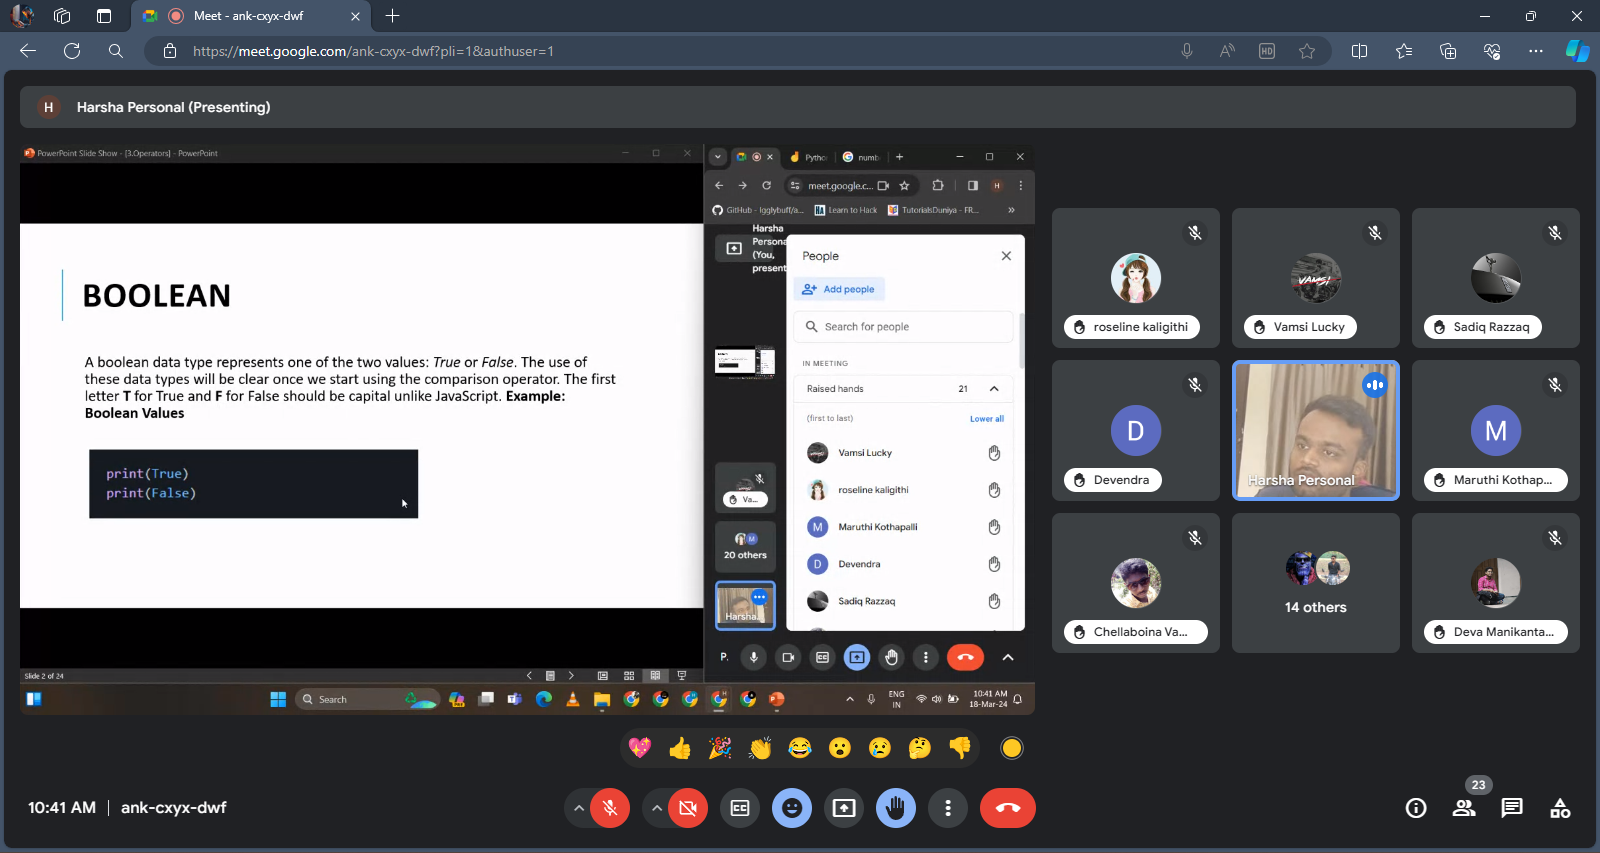 Meet - ank-cxyx-dwf
https://meet.google.com/ank-cxyx-dwf?pli=1&authuser=1
H Harsha Personal (Presenting)
PowerPoint Slide Show - [3.Operators] - PowerPoint
BOOLEAN
A boolean data type represents one of the two values: True or False. The use of
these data types will be clear once we start using the comparison operator. The first
letter T for True and F for False should be capital unlike JavaScript. Example:
Boolean Values
print(True)
print(False)
Slide 2 of 24
Search
Pytho
numb
meet.google.c...
H
GitHub - Igglybuff/a...
Learn to Hack
TutorialsDuniya - FR...
Harsha
Persona
(You,
present
People
Add people
Search for people
IN MEETING
Raised hands 21
(first to last) Lower all
Vamsi Lucky
roseline kaligithi
M Maruthi Kothapalli
D Devendra
Sadiq Razzaq
Va...
M
20 others
Harsha
P.
ENG
IN
10:41 AM
18-Mar-24
roseline kaligithi
VAMSI
Vamsi Lucky
Sadiq Razzaq
D
Devendra
Harsha Personal
M
Maruthi Kothap...
Chellaboina Va...
14 others
Deva Manikanta...
10:41 AM | ank-cxyx-dwf
23